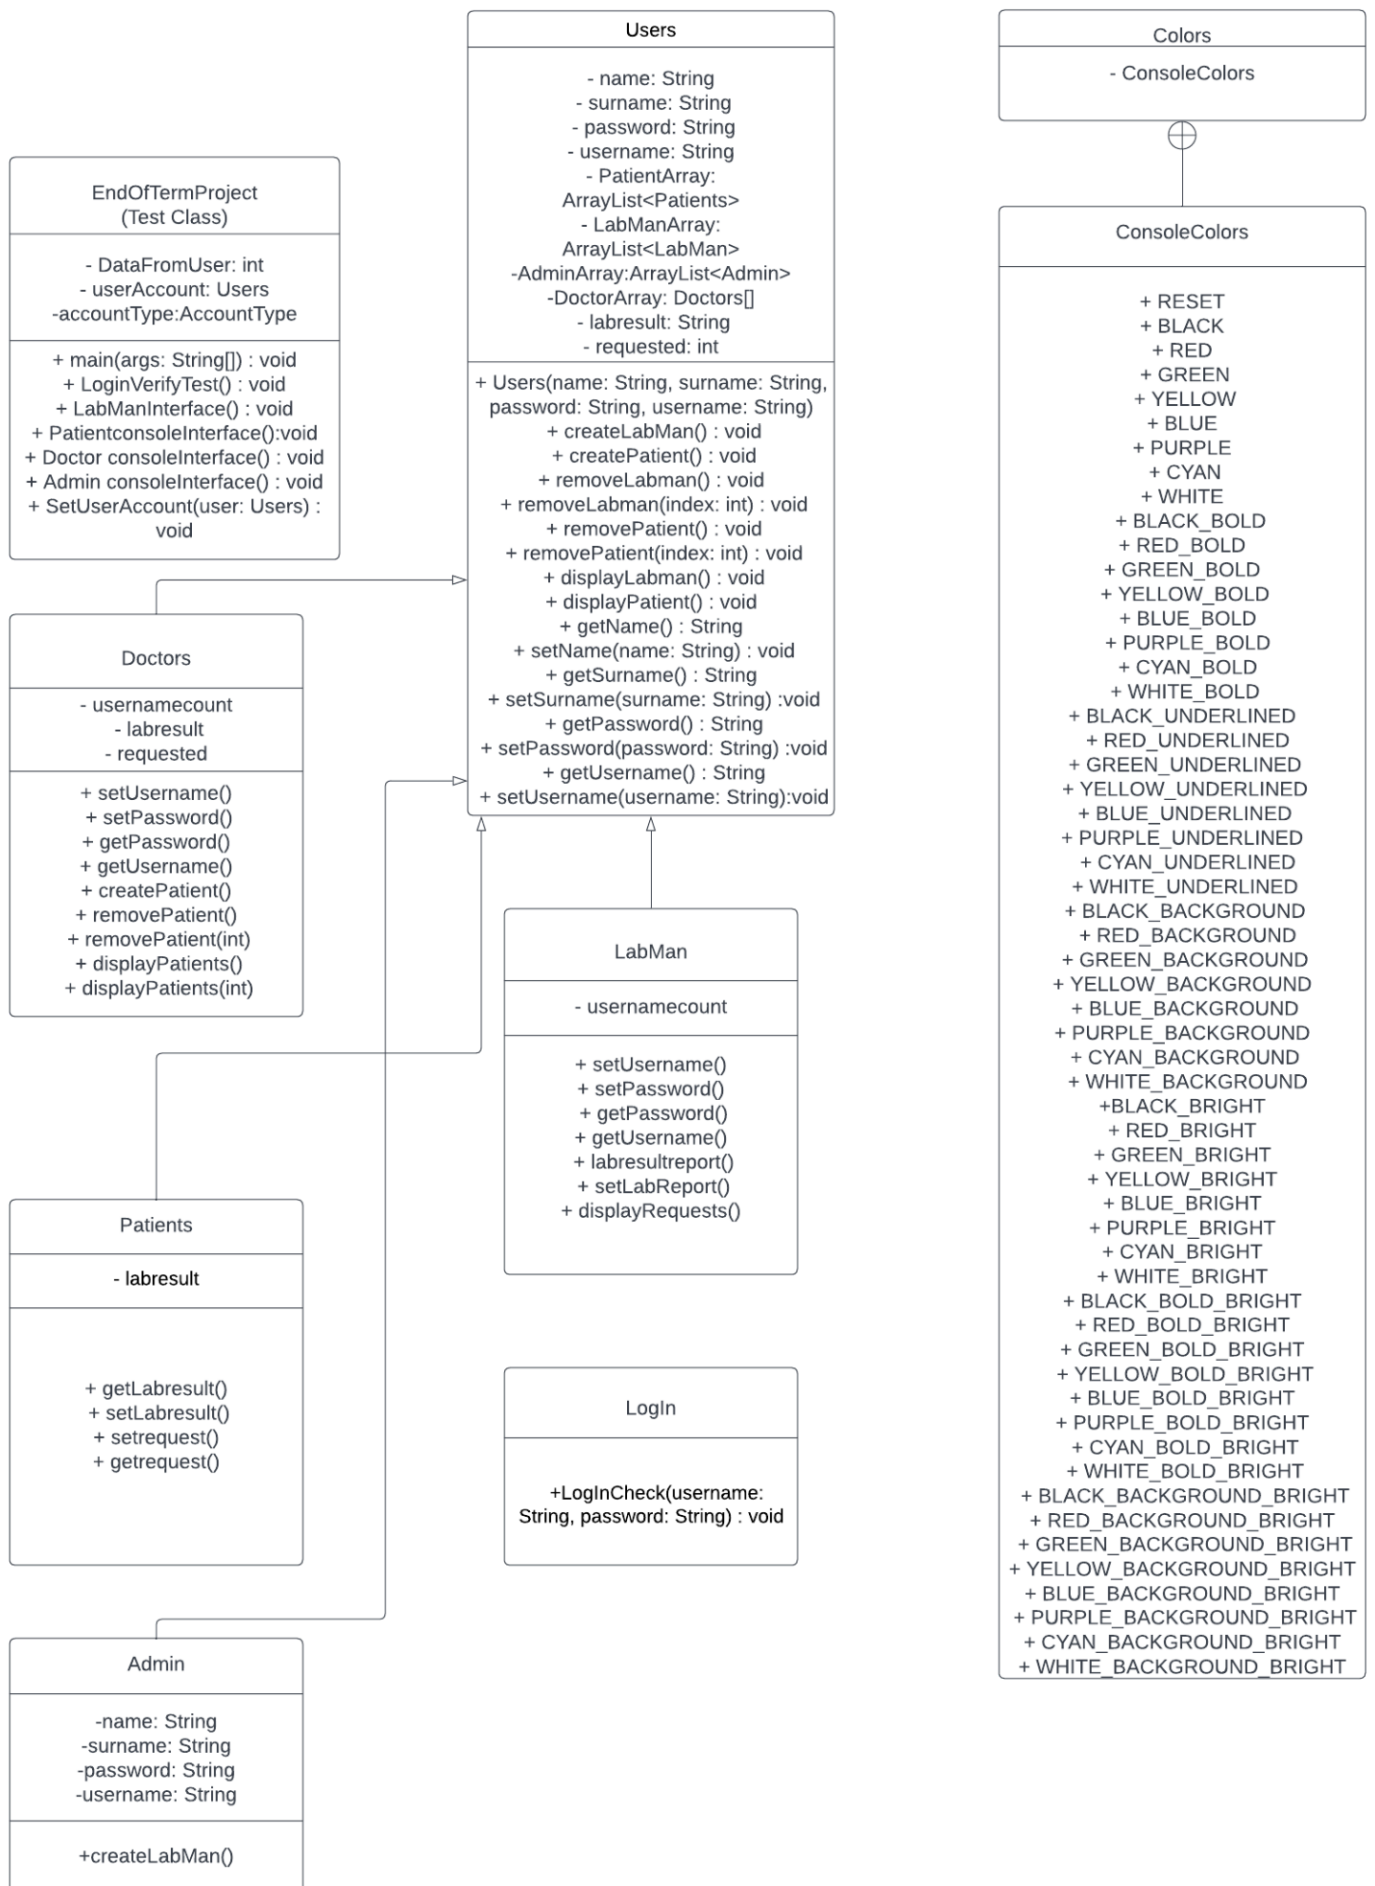 Users
- name: String
- surname: String
- password: String
- username: String
- PatientArray:
ArrayList<Patients>
- LabManArray:
ArrayList<LabMan>
-AdminArray:ArrayList<Admin>
-DoctorArray: Doctors[]
- labresult: String
- requested: int
+ Users(name: String, surname: String,
password: String, username: String)
+ createLabMan() : void
+ createPatient() : void
+ removeLabman() : void
+ removeLabman(index: int) : void
+ removePatient() : void
+ removePatient(index: int) : void
+ displayLabman() : void
+ displayPatient() : void
+ getName() : String
+ setName(name: String) : void
+ getSurname() : String
+ setSurname(surname: String) :void
+ getPassword() : String
+ setPassword(password: String) :void
+ getUsername() : String
+ setUsername(username: String):void
EndOfTermProject
(Test Class)
- DataFromUser: int
- userAccount: Users
-accountType:AccountType
+ main(args: String[]) : void
+ LoginVerifyTest() : void
+ LabManInterface() : void
+ PatientconsoleInterface():void
+ Doctor consoleInterface() : void
+ Admin consoleInterface() : void
+ SetUserAccount(user: Users) :
void
Doctors
- usernamecount
- labresult
- requested
+ setUsername()
+ setPassword()
+ getPassword()
+ getUsername()
+ createPatient()
+ removePatient()
+ removePatient(int)
+ displayPatients()
+ displayPatients(int)
LabMan
- usernamecount
+ setUsername()
+ setPassword()
+ getPassword()
+ getUsername()
+ labresultreport()
+ setLabReport()
+ displayRequests()
Patients
- labresult
+ getLabresult()
+ setLabresult()
+ setrequest()
+ getrequest()
LogIn
+LogInCheck(username:
String, password: String) : void
Admin
-name: String
-surname: String
-password: String
-username: String
+createLabMan()
Colors
- ConsoleColors
ConsoleColors
+ RESET
+ BLACK
+ RED
+ GREEN
+ YELLOW
+ BLUE
+ PURPLE
+ CYAN
+ WHITE
+ BLACK_BOLD
+ RED_BOLD
+ GREEN_BOLD
+ YELLOW_BOLD
+ BLUE_BOLD
+ PURPLE_BOLD
+ CYAN_BOLD
+ WHITE_BOLD
+ BLACK_UNDERLINED
+ RED_UNDERLINED
+ GREEN_UNDERLINED
+ YELLOW_UNDERLINED
+ BLUE_UNDERLINED
+ PURPLE_UNDERLINED
+ CYAN_UNDERLINED
+ WHITE_UNDERLINED
+ BLACK_BACKGROUND
+ RED_BACKGROUND
+ GREEN_BACKGROUND
+ YELLOW_BACKGROUND
+ BLUE_BACKGROUND
+ PURPLE_BACKGROUND
+ CYAN_BACKGROUND
+ WHITE_BACKGROUND
+BLACK_BRIGHT
+ RED_BRIGHT
+ GREEN_BRIGHT
+ YELLOW_BRIGHT
+ BLUE_BRIGHT
+ PURPLE_BRIGHT
+ CYAN_BRIGHT
+ WHITE_BRIGHT
+ BLACK_BOLD_BRIGHT
+ RED_BOLD_BRIGHT
+ GREEN_BOLD_BRIGHT
+ YELLOW_BOLD_BRIGHT
+ BLUE_BOLD_BRIGHT
+ PURPLE_BOLD_BRIGHT
+ CYAN_BOLD_BRIGHT
+ WHITE_BOLD_BRIGHT
+ BLACK_BACKGROUND_BRIGHT
+ RED_BACKGROUND_BRIGHT
+ GREEN_BACKGROUND_BRIGHT
+ YELLOW_BACKGROUND_BRIGHT
+ BLUE_BACKGROUND_BRIGHT
+ PURPLE_BACKGROUND_BRIGHT
+ CYAN_BACKGROUND_BRIGHT
+ WHITE_BACKGROUND_BRIGHT